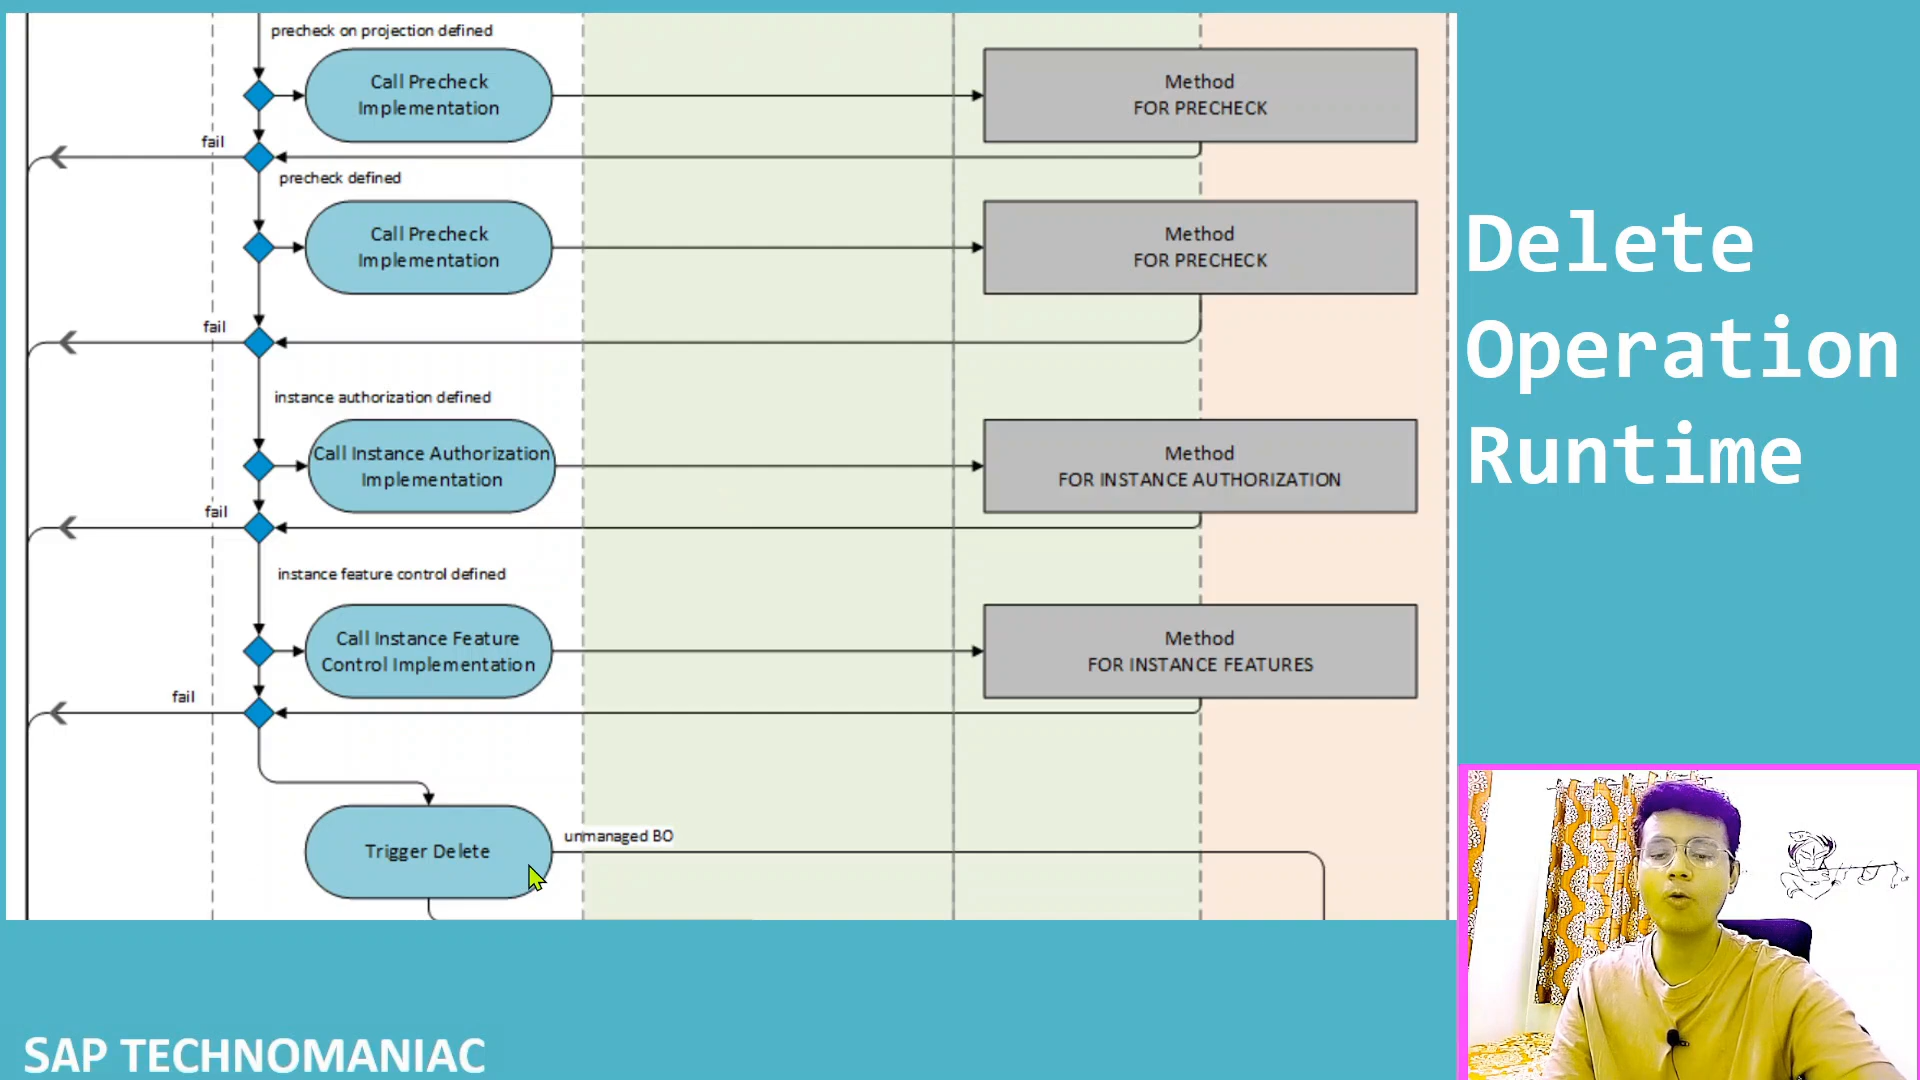 precheck on projection defined
Call Precheck
Implementation
Method
FOR PRECHECK
fail
precheck defined
Call Precheck
Implementation
Method
FOR PRECHECK
fail
instance authorization defined
Call Instance Authorization
Implementation
Method
FOR INSTANCE AUTHORIZATION
fail
instance feature control defined
Call Instance Feature
Control Implementation
Method
FOR INSTANCE FEATURES
fail
Trigger Delete
unmanaged BO
Delete
Operation
Runtime
SAP TECHNOMANIAC